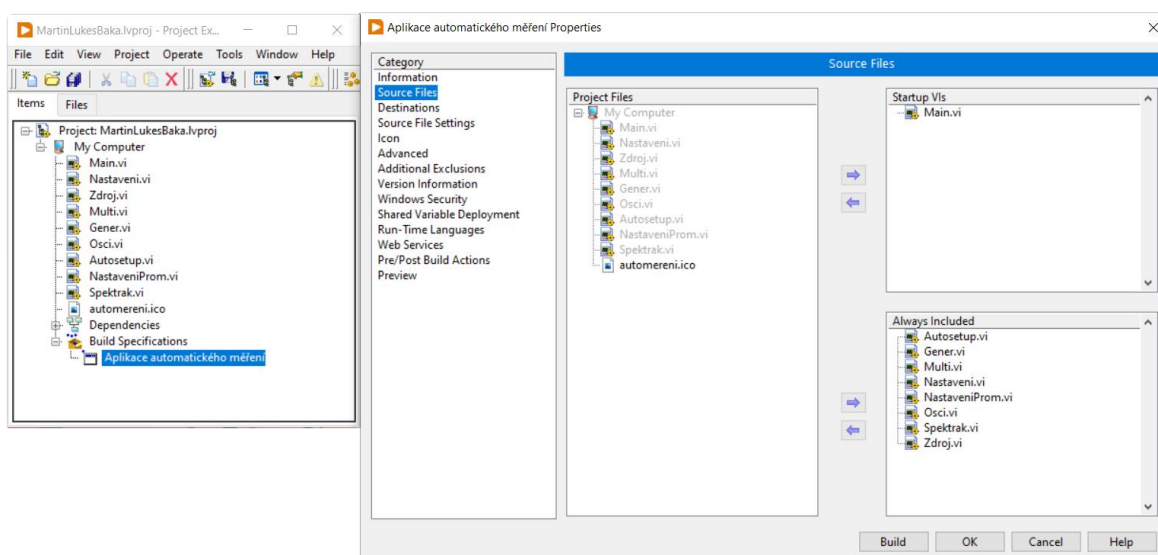 MartinLukesBaka.lvproj - Project Ex...
File Edit View Project Operate Tools Window Help
Items Files
Project: MartinLukesBaka.lvproj
My Computer
Main.vi
Nastaveni.vi
Zdroj.vi
Multi.vi
Gener.vi
Osci.vi
Autosetup.vi
NastaveniProm.vi
Spektrak.vi
automereni.ico
Dependencies
Build Specifications
Aplikace automatického měření
Aplikace automatického měření Properties
Category
Information
Source Files
Destinations
Source File Settings
Icon
Advanced
Additional Exclusions
Version Information
Windows Security
Shared Variable Deployment
Run-Time Languages
Web Services
Pre/Post Build Actions
Preview
Source Files
Project Files
My Computer
Main.vi
Nastaveni.vi
Zdroj.vi
Multi.vi
Gener.vi
Osci.vi
Autosetup.vi
NastaveniProm.vi
Spektrak.vi
automereni.ico
Startup VIs
Main.vi
Always Included
Autosetup.vi
Gener.vi
Multi.vi
Nastaveni.vi
NastaveniProm.vi
Osci.vi
Spektrak.vi
Zdroj.vi
Build OK Cancel Help